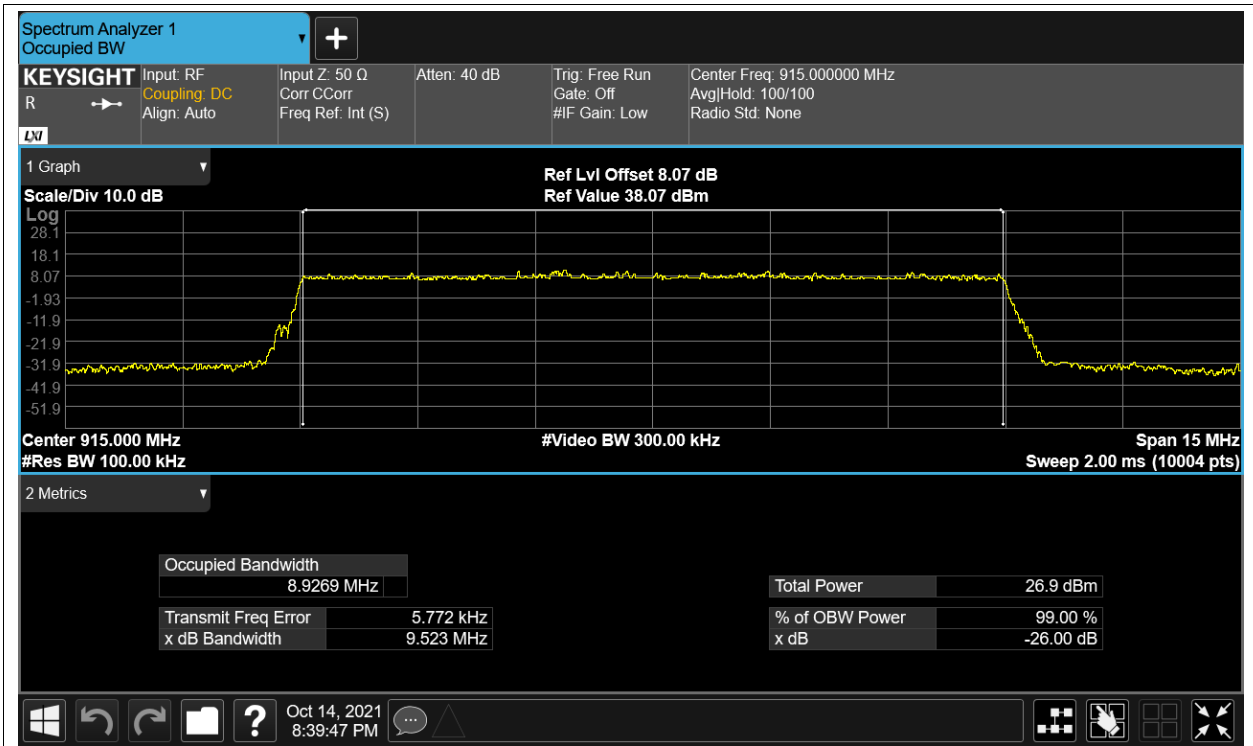 Spectrum Analyzer 1
Occupied BW
KEYSIGHT
R
LXI
Input: RF
Coupling: DC
Align: Auto
Input Z: 50 Ω
Corr CCorr
Freq Ref: Int (S)
Atten: 40 dB
Trig: Free Run
Gate: Off
#IF Gain: Low
Center Freq: 915.000000 MHz
Avg|Hold: 100/100
Radio Std: None
1 Graph
Scale/Div 10.0 dB
Ref Lvl Offset 8.07 dB
Ref Value 38.07 dBm
Log
28.1
18.1
8.07
-1.93
-11.9
-21.9
-31.9
-41.9
-51.9
Center 915.000 MHz
#Video BW 300.00 kHz
Span 15 MHz
#Res BW 100.00 kHz
Sweep 2.00 ms (10004 pts)
2 Metrics
Occupied Bandwidth
8.9269 MHz
Total Power 26.9 dBm
Transmit Freq Error 5.772 kHz
% of OBW Power 99.00 %
x dB Bandwidth 9.523 MHz
x dB -26.00 dB
?
Oct 14, 2021
8:39:47 PM